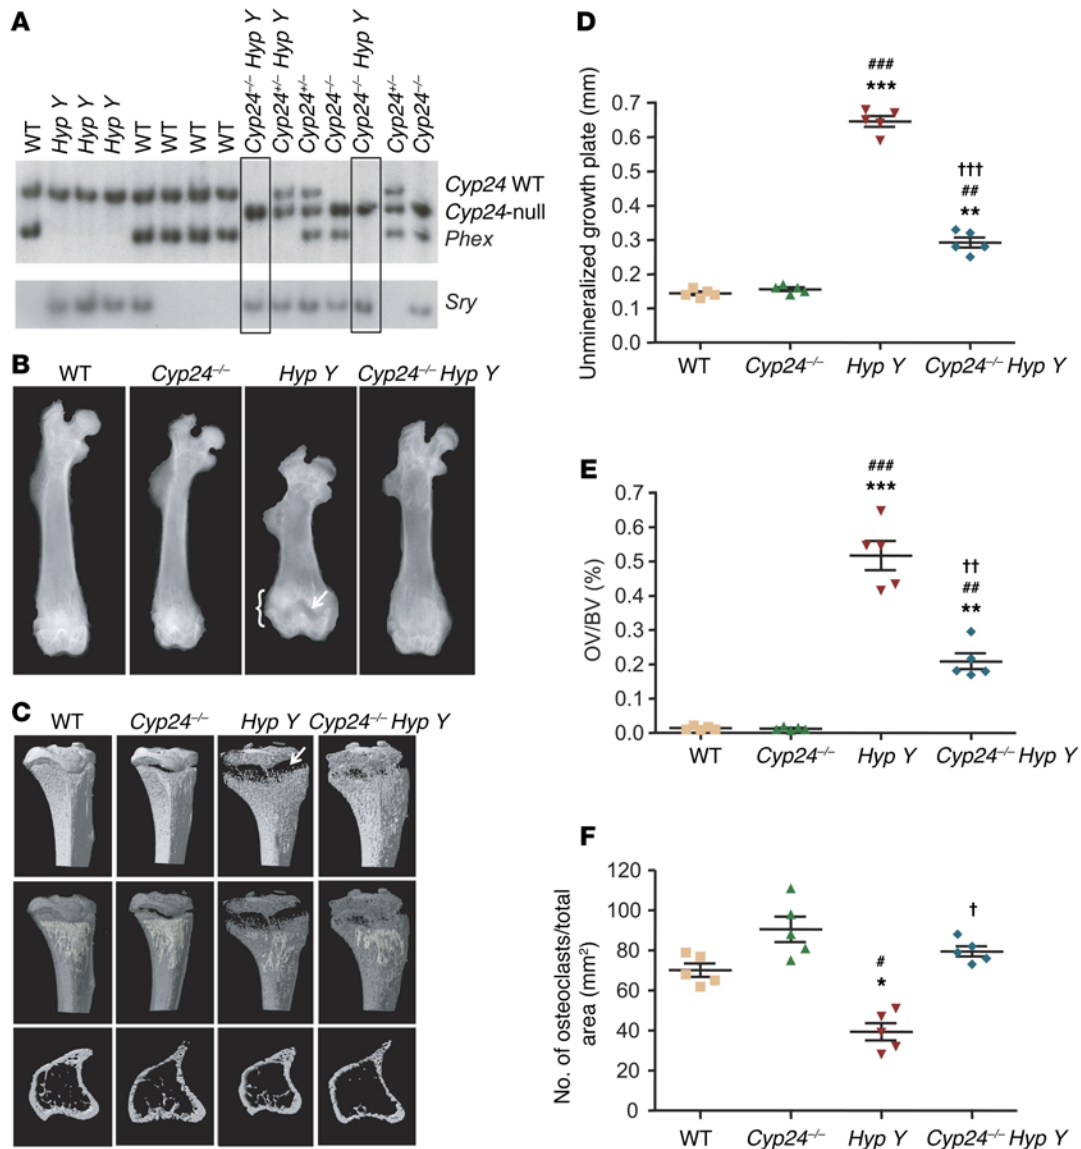 A
WT
Hyp Y
Hyp Y
Hyp Y
WT
WT
WT
WT
Cyp24–/– Hyp Y
Cyp24+/– Hyp Y
Cyp24+/–
Cyp24–/–
Cyp24–/– Hyp Y
Cyp24+/–
Cyp24–/–
Cyp24 WT
Cyp24-null
Phex
Sry
B
WT Cyp24–/– Hyp Y Cyp24–/– Hyp Y
{
C
WT Cyp24–/– Hyp Y Cyp24–/– Hyp Y
D
Unmineralized growth plate (mm)
0.7
0.6
0.5
0.4
0.3
0.2
0.1
0.0
###
***
†††
##
**
WT Cyp24–/– Hyp Y Cyp24–/– Hyp Y
E
OV/BV (%)
0.7
0.6
0.5
0.4
0.3
0.2
0.1
0.0
###
***
††
##
**
WT Cyp24–/– Hyp Y Cyp24–/– Hyp Y
F
No. of osteoclasts/total
area (mm²)
120
100
80
60
40
20
0
#
*
†
WT Cyp24–/– Hyp Y Cyp24–/– Hyp Y